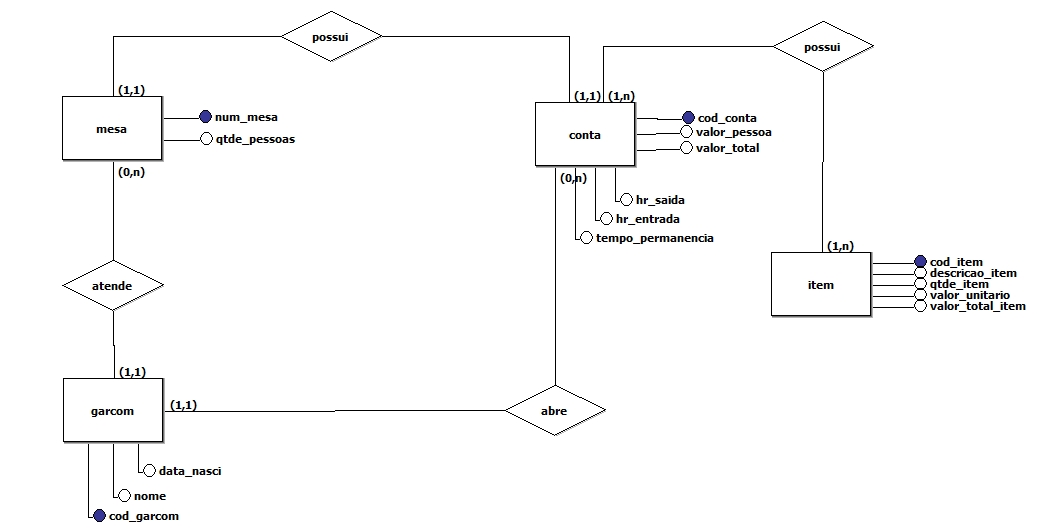 possui
possui
(1,1)
(1,1)
(1,n)
mesa
num_mesa
qtde_pessoas
conta
cod_conta
valor_pessoa
valor_total
(0,n)
(0,n)
hr_saida
hr_entrada
tempo_permanencia
(1,n)
atende
item
cod_item
descricao_item
qtde_item
valor_unitario
valor_total_item
(1,1)
garcom
(1,1)
abre
data_nasci
nome
cod_garcom